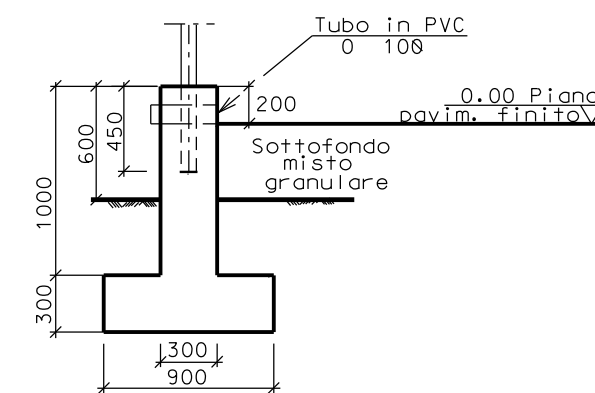 Tubo in PVC
0 100
200
0.00 Piano
pavim. finito
600
450
Sottofondo
misto
granulare
1000
300
300
900